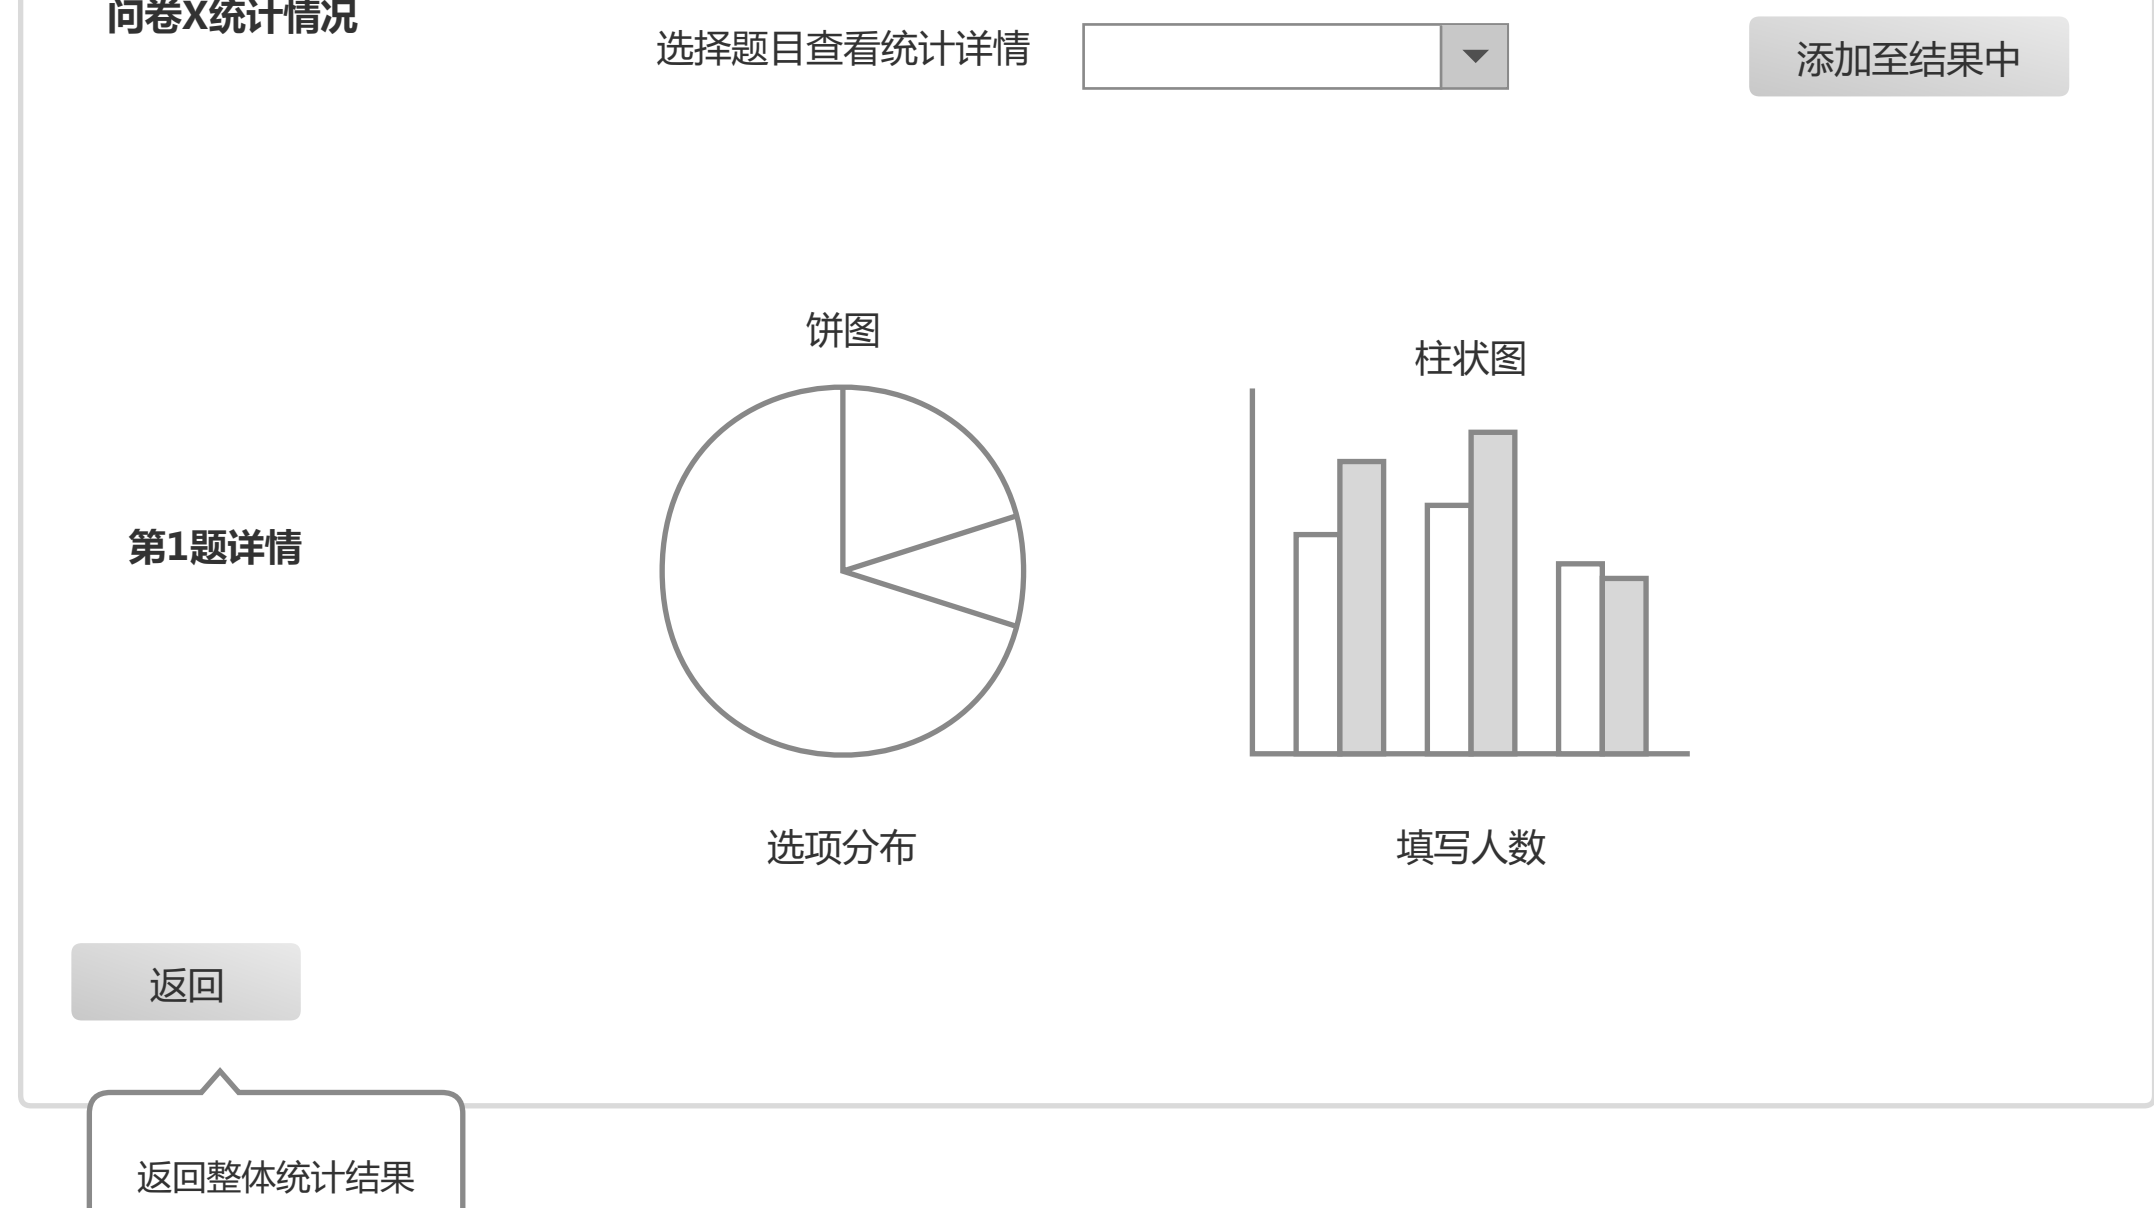 问卷X统计情况
选择题目查看统计详情
添加至结果中
饼图
柱状图
第1题详情
选项分布
填写人数
返回
返回整体统计结果